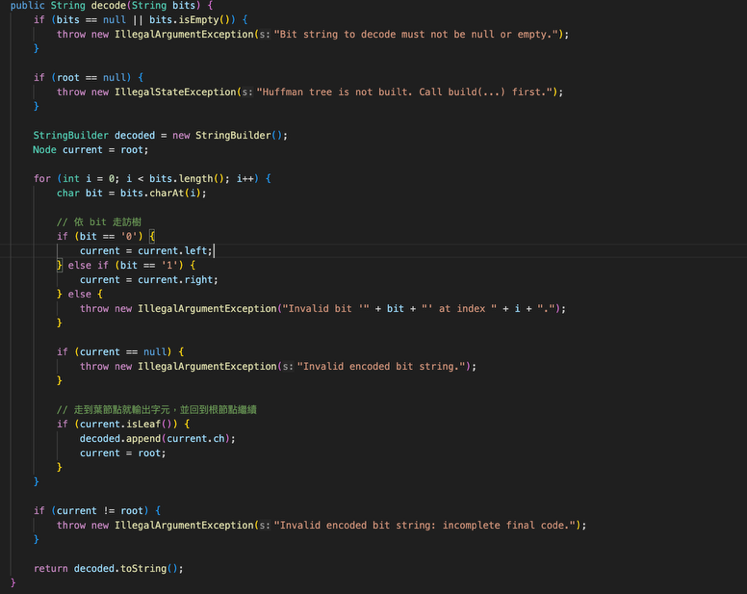 public String decode(String bits) {
    if (bits == null || bits.isEmpty()) {
        throw new IllegalArgumentException(s: "Bit string to decode must not be null or empty.");
    }

    if (root == null) {
        throw new IllegalStateException(s: "Huffman tree is not built. Call build(...) first.");
    }

    StringBuilder decoded = new StringBuilder();
    Node current = root;

    for (int i = 0; i < bits.length(); i++) {
        char bit = bits.charAt(i);

        // 依 bit 走訪樹
        if (bit == '0') {
            current = current.left;
        } else if (bit == '1') {
            current = current.right;
        } else {
            throw new IllegalArgumentException("Invalid bit '" + bit + "' at index " + i + ".");
        }

        if (current == null) {
            throw new IllegalArgumentException(s: "Invalid encoded bit string.");
        }

        // 走到葉節點就輸出字元，並回到根節點繼續
        if (current.isLeaf()) {
            decoded.append(current.ch);
            current = root;
        }
    }

    if (current != root) {
        throw new IllegalArgumentException(s: "Invalid encoded bit string: incomplete final code.");
    }

    return decoded.toString();
}